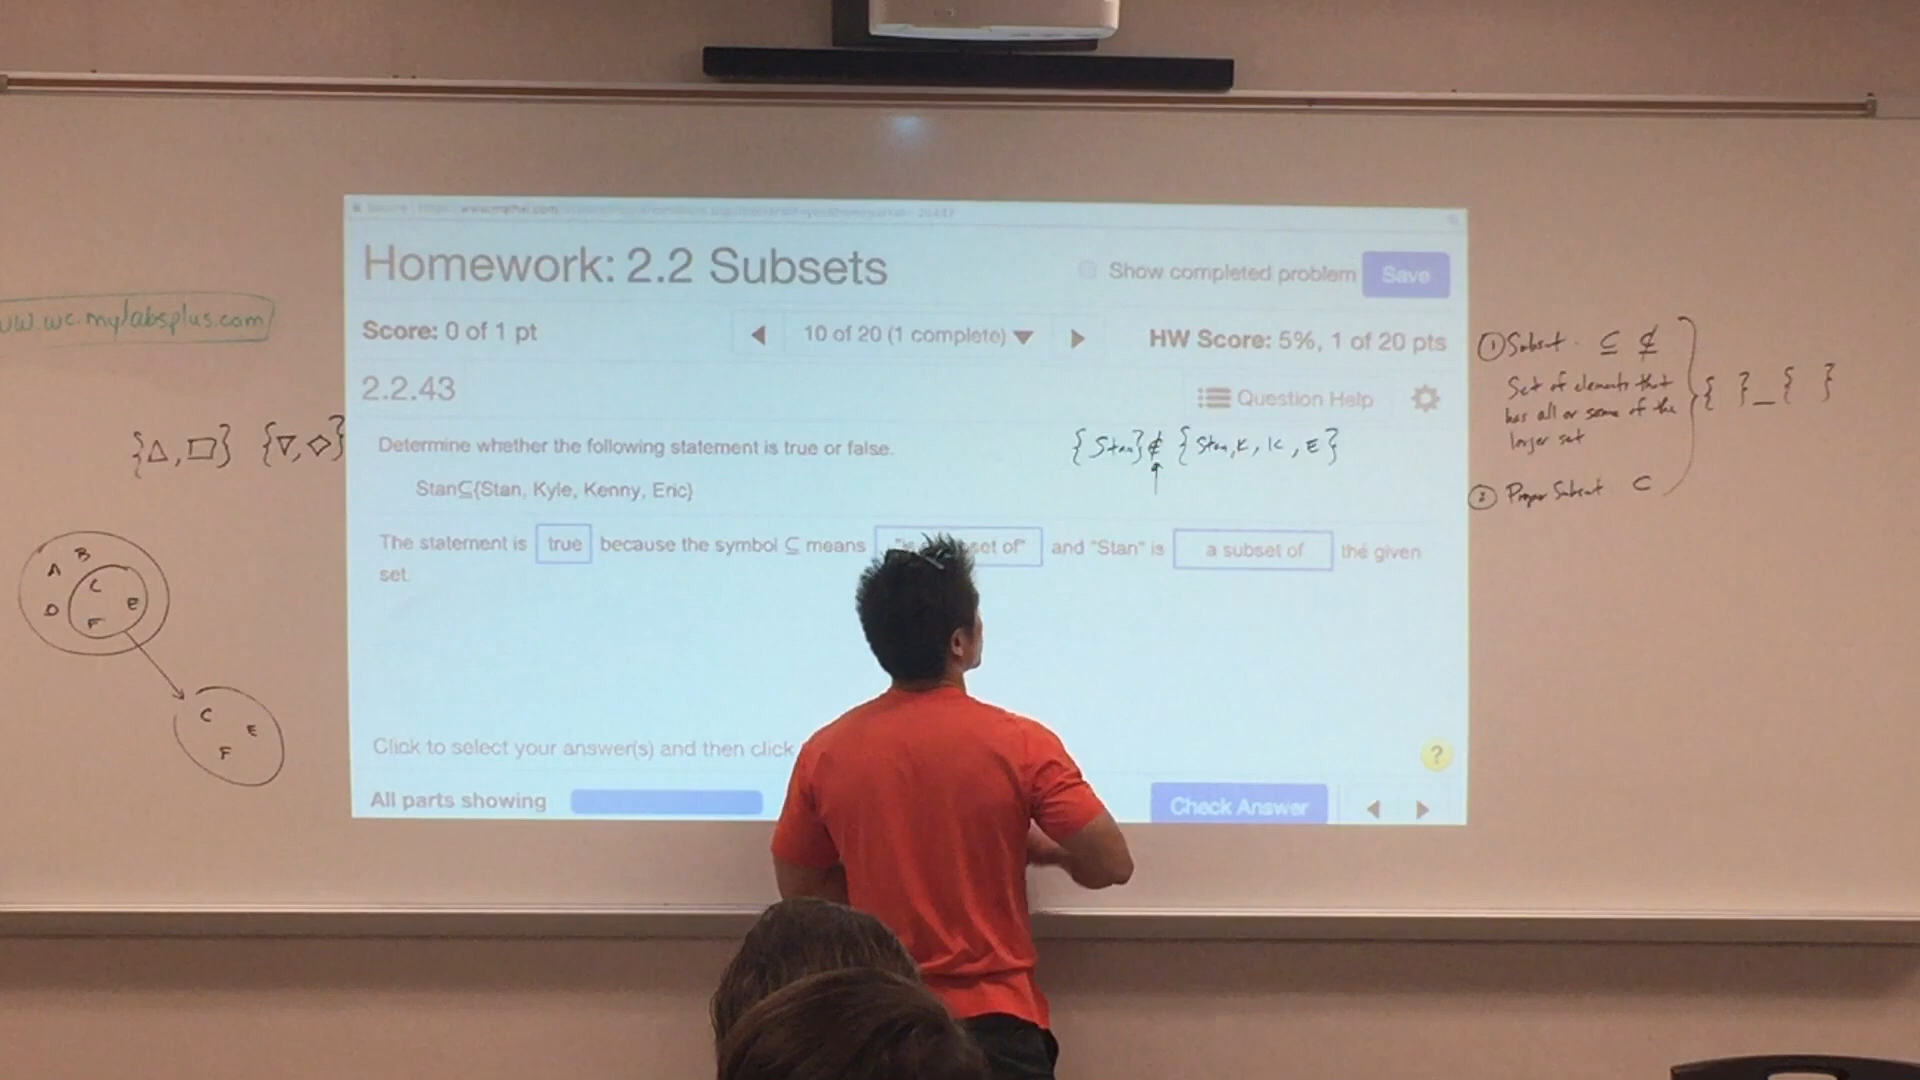 Homework: 2.2 Subsets
Show completed problem
Save
Score: 0 of 1 pt
10 of 20 (1 complete)
HW Score: 5%, 1 of 20 pts
2.2.43
Question Help
Determine whether the following statement is true or false.
Stan⊆{Stan, Kyle, Kenny, Eric}
The statement is true because the symbol ⊆ means set of" and "Stan" is a subset of the given
set.
Click to select your answer(s) and then click
All parts showing
Check Answer
?
wc.mylabsplus.com
{△,□} {▽,◇}
B
A
C
D
E
F
C
E
F
{Stan}⊄{Stan,K,K,E}
① Subset ⊆ ⊄
Set of elements that
has all or some of the
larger set
{ }_{ }
② Proper Subset ⊂